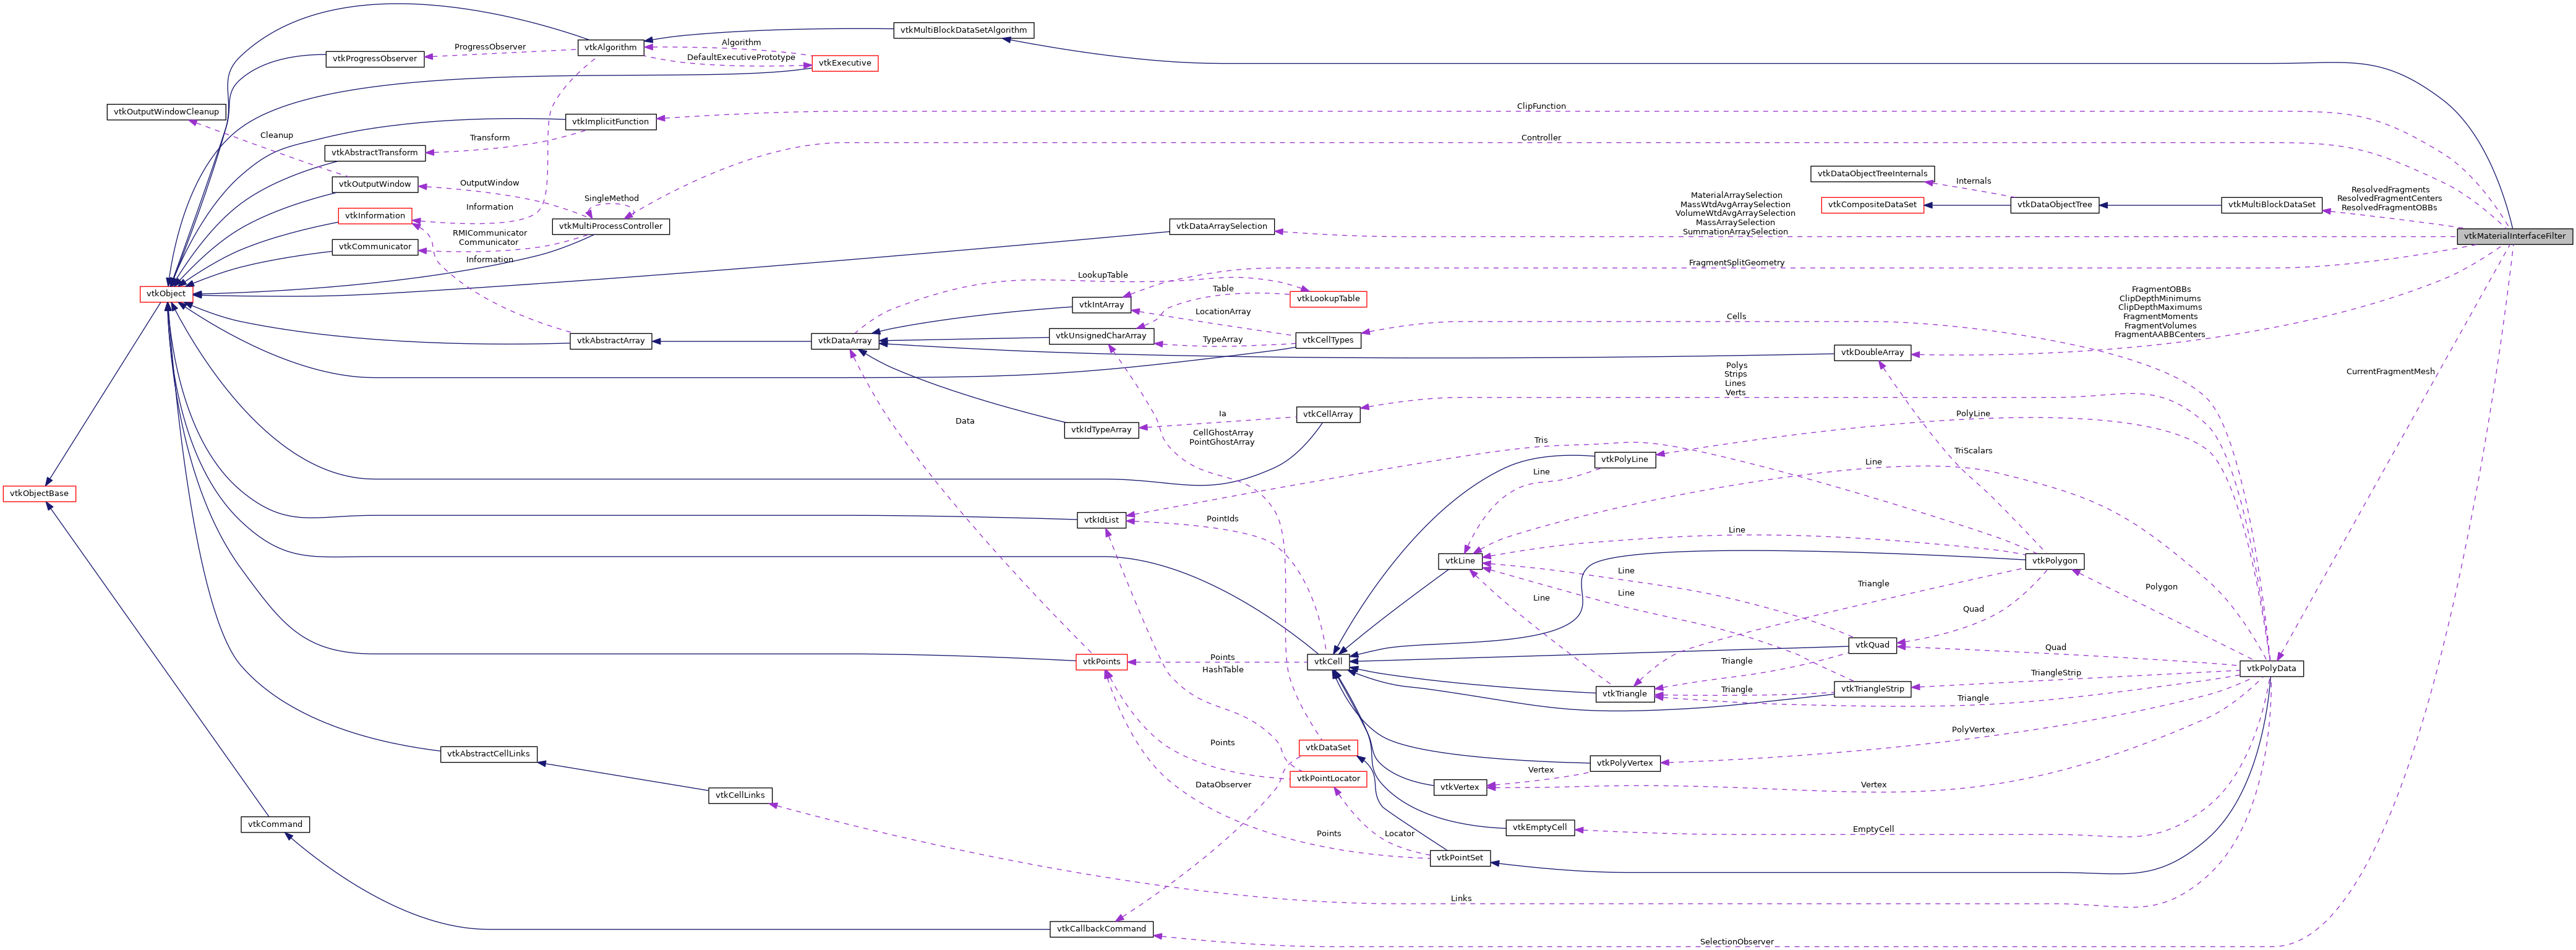 vtkMultiBlockDataSetAlgorithm
vtkAlgorithm
ProgressObserver
Algorithm
vtkProgressObserver
DefaultExecutivePrototype
vtkExecutive
vtkOutputWindowCleanup
ClipFunction
vtkImplicitFunction
Cleanup
Transform
Controller
vtkAbstractTransform
vtkDataObjectTreeInternals
Internals
OutputWindow
vtkOutputWindow
ResolvedFragments
ResolvedFragmentCenters
ResolvedFragmentOBBs
MaterialArraySelection
MassWtdAvgArraySelection
VolumeWtdAvgArraySelection
MassArraySelection
SummationArraySelection
SingleMethod
vtkCompositeDataSet
vtkDataObjectTree
vtkMultiBlockDataSet
Information
vtkInformation
vtkMultiProcessController
vtkDataArraySelection
RMICommunicator
Communicator
vtkCommunicator
vtkMaterialInterfaceFilter
Information
FragmentSplitGeometry
LookupTable
vtkObject
Table
vtkLookupTable
FragmentOBBs
ClipDepthMinimums
ClipDepthMaximums
FragmentMoments
FragmentVolumes
FragmentAABBCenters
vtkIntArray
LocationArray
Cells
vtkUnsignedCharArray
TypeArray
vtkCellTypes
vtkAbstractArray
vtkDataArray
vtkDoubleArray
Polys
Strips
Lines
Verts
CurrentFragmentMesh
Ia
vtkCellArray
PolyLine
Data
vtkIdTypeArray
CellGhostArray
PointGhostArray
Tris
TriScalars
vtkPolyLine
Line
Line
vtkObjectBase
vtkIdList
PointIds
Line
vtkLine
vtkPolygon
Line
Triangle
Polygon
Line
Line
Quad
vtkQuad
Quad
Points
HashTable
vtkPoints
vtkCell
Triangle
vtkPolyData
TriangleStrip
vtkTriangle
Triangle
vtkTriangleStrip
Triangle
PolyVertex
Points
vtkDataSet
vtkAbstractCellLinks
vtkPolyVertex
Vertex
vtkPointLocator
DataObserver
vtkVertex
Vertex
vtkCellLinks
vtkCommand
Points
Locator
vtkEmptyCell
EmptyCell
vtkPointSet
Links
vtkCallbackCommand
SelectionObserver